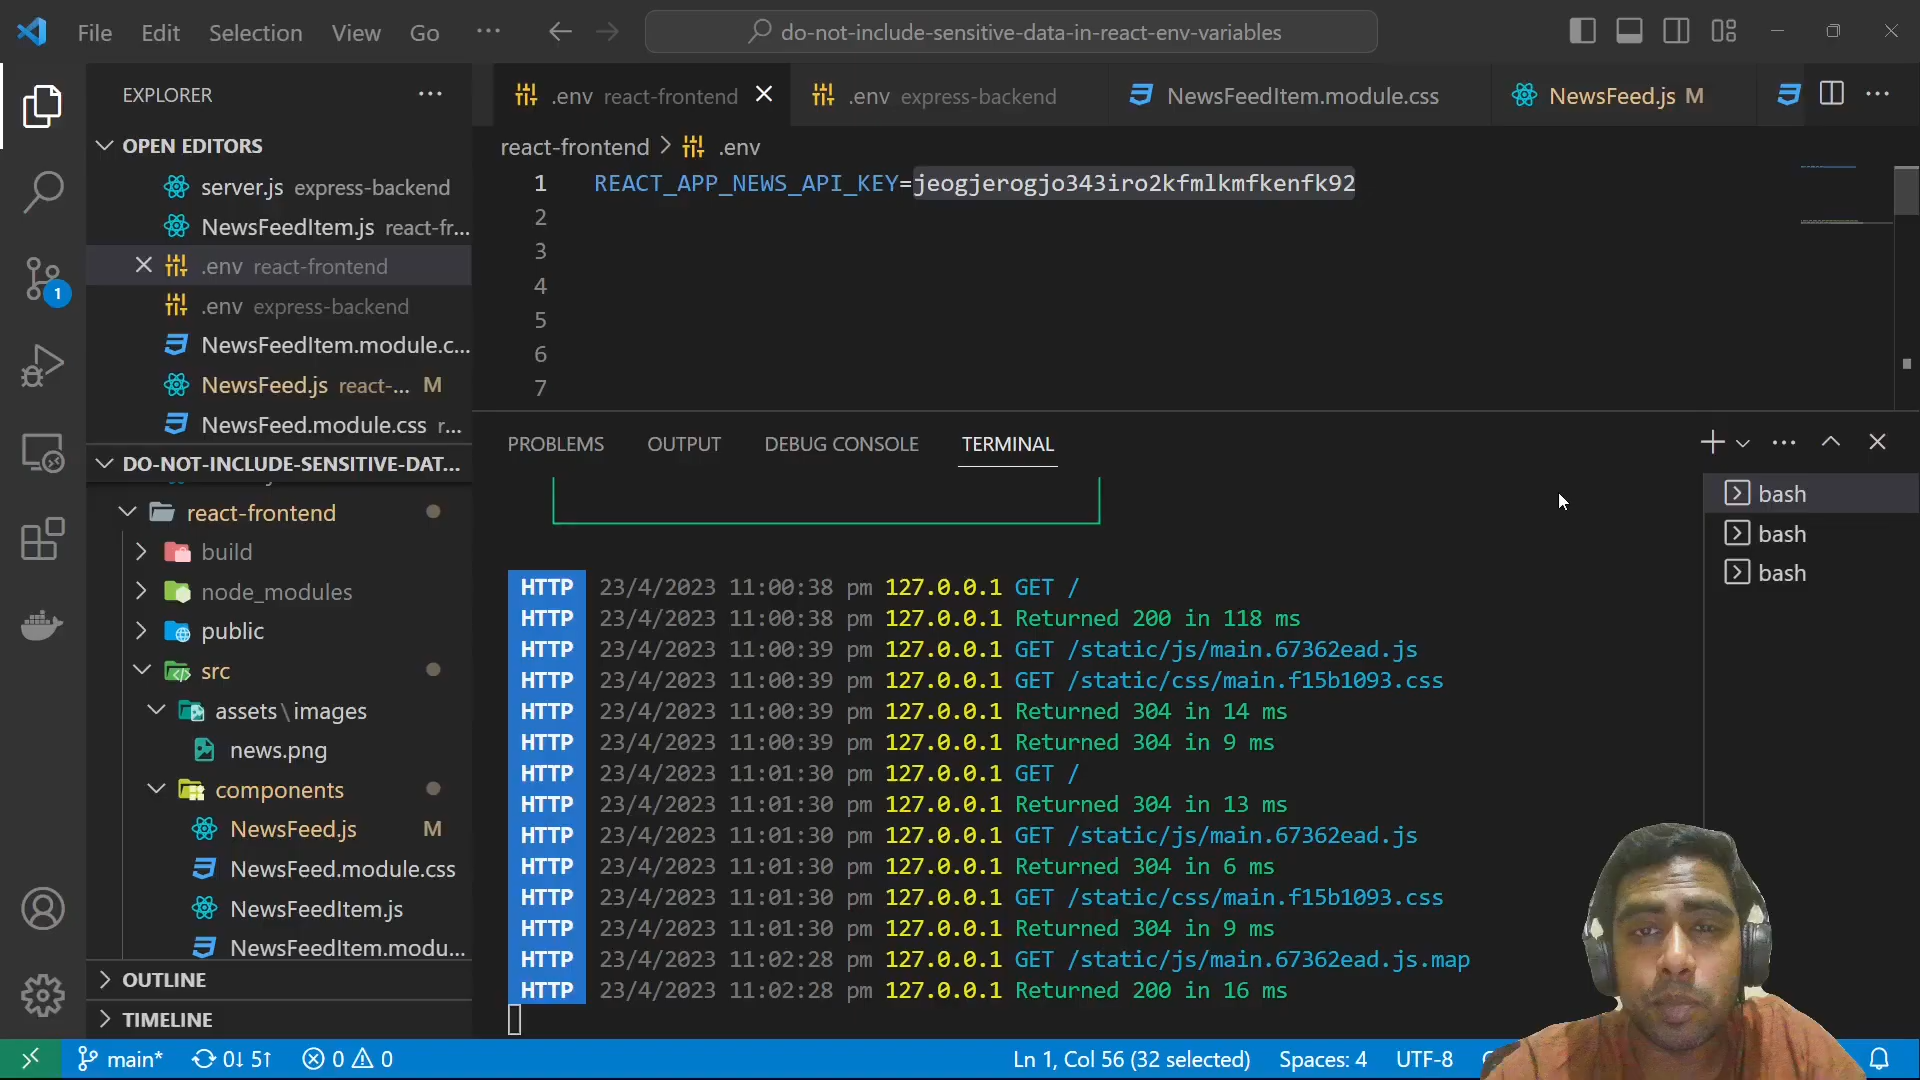 File Edit Selection View Go ··· do-not-include-sensitive-data-in-react-env-variables
EXPLORER ···
OPEN EDITORS
server.js express-backend
NewsFeedItem.js react-fr...
.env react-frontend
.env express-backend
NewsFeedItem.module.c...
NewsFeed.js react-... M
NewsFeed.module.css r...
DO-NOT-INCLUDE-SENSITIVE-DAT...
react-frontend
build
node_modules
public
src
assets\images
news.png
components
NewsFeed.js M
NewsFeed.module.css
NewsFeedItem.js
NewsFeedItem.modu...
OUTLINE
TIMELINE
1
.env react-frontend .env express-backend NewsFeedItem.module.css NewsFeed.js M ···
react-frontend > .env
1 REACT_APP_NEWS_API_KEY=jeogjerogjo343iro2kfmlkmfkenfk92
2
3
4
5
6
7
PROBLEMS OUTPUT DEBUG CONSOLE TERMINAL
HTTP 23/4/2023 11:00:38 pm 127.0.0.1 GET /
HTTP 23/4/2023 11:00:38 pm 127.0.0.1 Returned 200 in 118 ms
HTTP 23/4/2023 11:00:39 pm 127.0.0.1 GET /static/js/main.67362ead.js
HTTP 23/4/2023 11:00:39 pm 127.0.0.1 GET /static/css/main.f15b1093.css
HTTP 23/4/2023 11:00:39 pm 127.0.0.1 Returned 304 in 14 ms
HTTP 23/4/2023 11:00:39 pm 127.0.0.1 Returned 304 in 9 ms
HTTP 23/4/2023 11:01:30 pm 127.0.0.1 GET /
HTTP 23/4/2023 11:01:30 pm 127.0.0.1 Returned 304 in 13 ms
HTTP 23/4/2023 11:01:30 pm 127.0.0.1 GET /static/js/main.67362ead.js
HTTP 23/4/2023 11:01:30 pm 127.0.0.1 Returned 304 in 6 ms
HTTP 23/4/2023 11:01:30 pm 127.0.0.1 GET /static/css/main.f15b1093.css
HTTP 23/4/2023 11:01:30 pm 127.0.0.1 Returned 304 in 9 ms
HTTP 23/4/2023 11:02:28 pm 127.0.0.1 GET /static/js/main.67362ead.js.map
HTTP 23/4/2023 11:02:28 pm 127.0.0.1 Returned 200 in 16 ms
bash
bash
bash
main* 0↓ 5↑ 0 0 Ln 1, Col 56 (32 selected) Spaces: 4 UTF-8